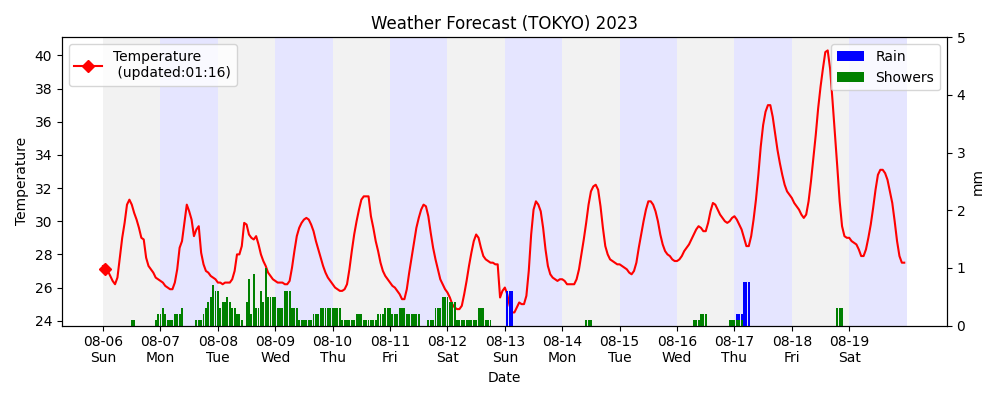 Weather Forecast (TOKYO) 2023
Temperature
(updated:01:16)
Rain
Showers
40
38
36
34
32
30
28
26
24
Temperature
5
4
3
2
1
0
mm
08-06 08-07 08-08 08-09 08-10 08-11 08-12 08-13 08-14 08-15 08-16 08-17 08-18 08-19
Sun Mon Tue Wed Thu Fri Sat Sun Mon Tue Wed Thu Fri Sat
Date